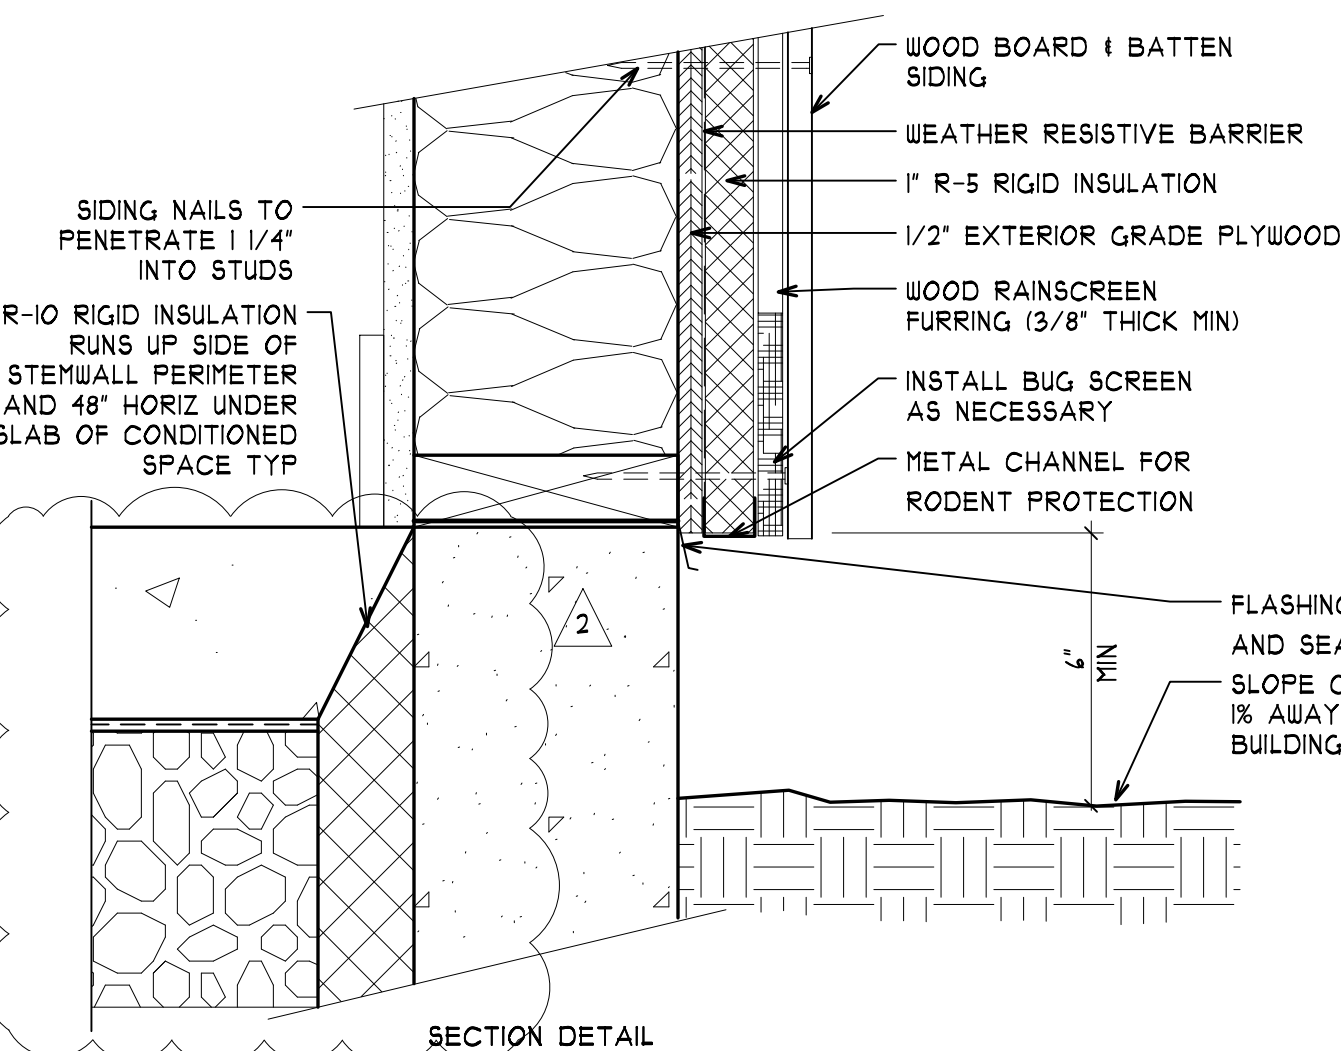 WOOD BOARD & BATTEN
SIDING
WEATHER RESISTIVE BARRIER
1" R-5 RIGID INSULATION
1/2" EXTERIOR GRADE PLYWOOD
WOOD RAINSCREEN
FURRING (3/8" THICK MIN)
INSTALL BUG SCREEN
AS NECESSARY
METAL CHANNEL FOR
RODENT PROTECTION
SIDING NAILS TO
PENETRATE 1 1/4"
INTO STUDS
R-10 RIGID INSULATION
RUNS UP SIDE OF
STEMWALL PERIMETER
AND 48" HORIZ UNDER
SLAB OF CONDITIONED
SPACE TYP
2
6"
MIN
FLASHING
AND
SLOPE
1% AWAY
BUILDING
SECTION DETAIL